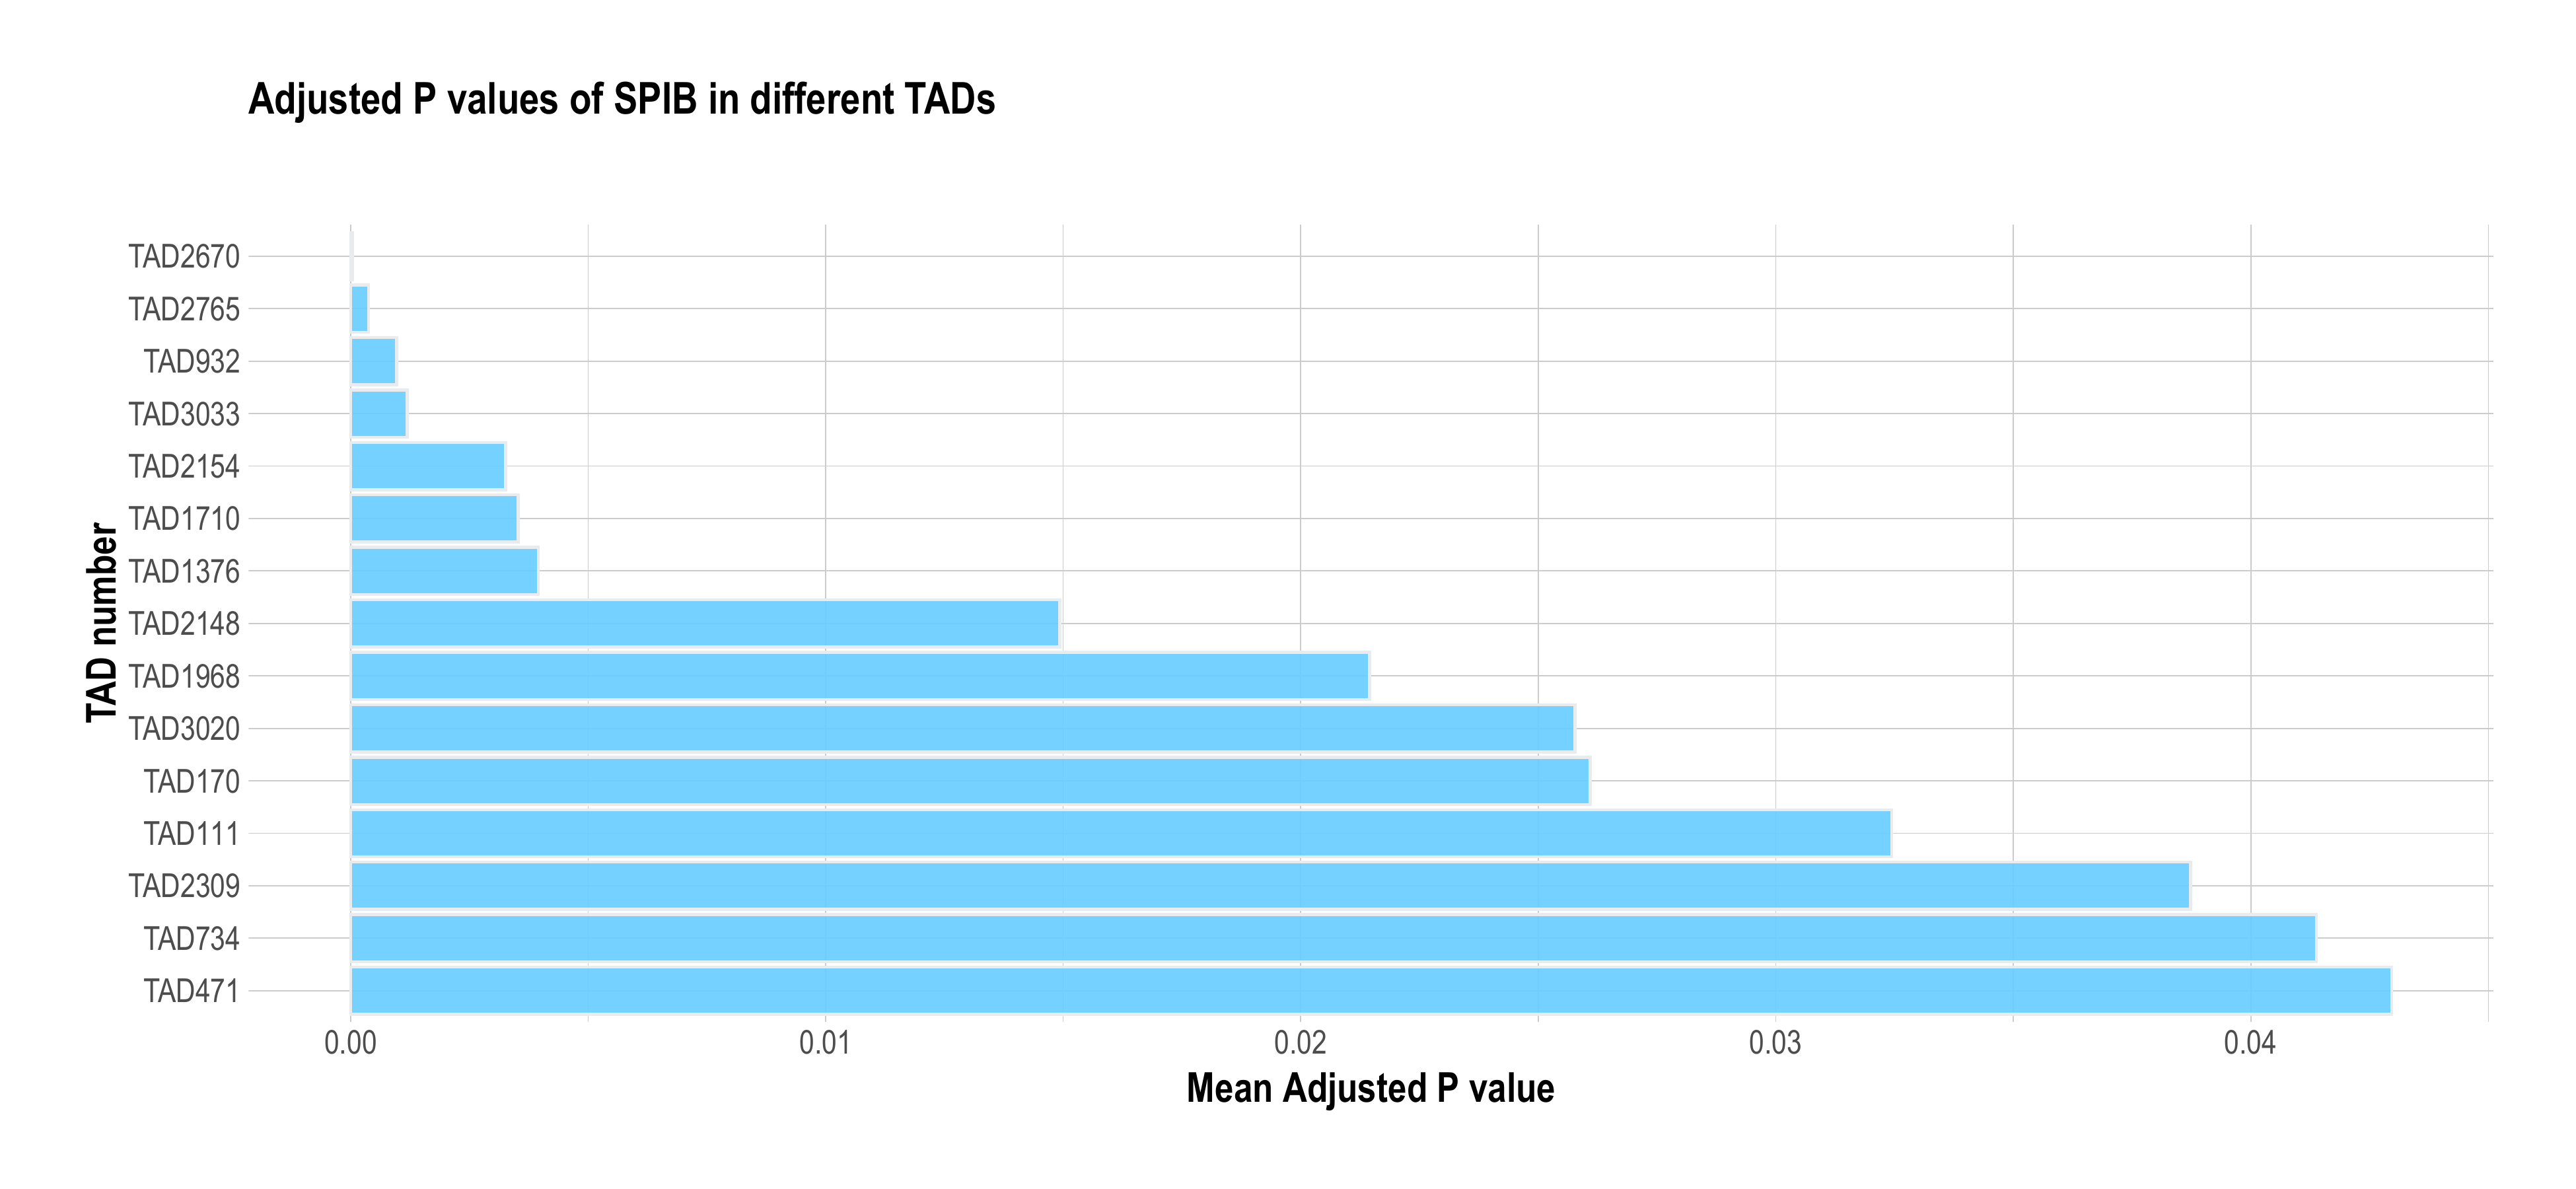 Adjusted P values of SPIB in different TADs
TAD number
TAD2670
TAD2765
TAD932
TAD3033
TAD2154
TAD1710
TAD1376
TAD2148
TAD1968
TAD3020
TAD170
TAD111
TAD2309
TAD734
TAD471
0.00 0.01 0.02 0.03 0.04
Mean Adjusted P value